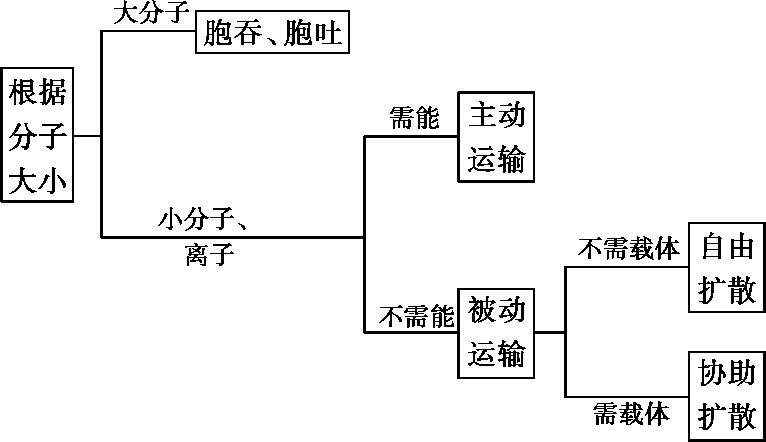 大分子
胞吞、胞吐
根据
分子
大小
需能
主动
运输
小分子、
离子
不需能
被动
运输
不需载体
自由
扩散
需载体
协助
扩散